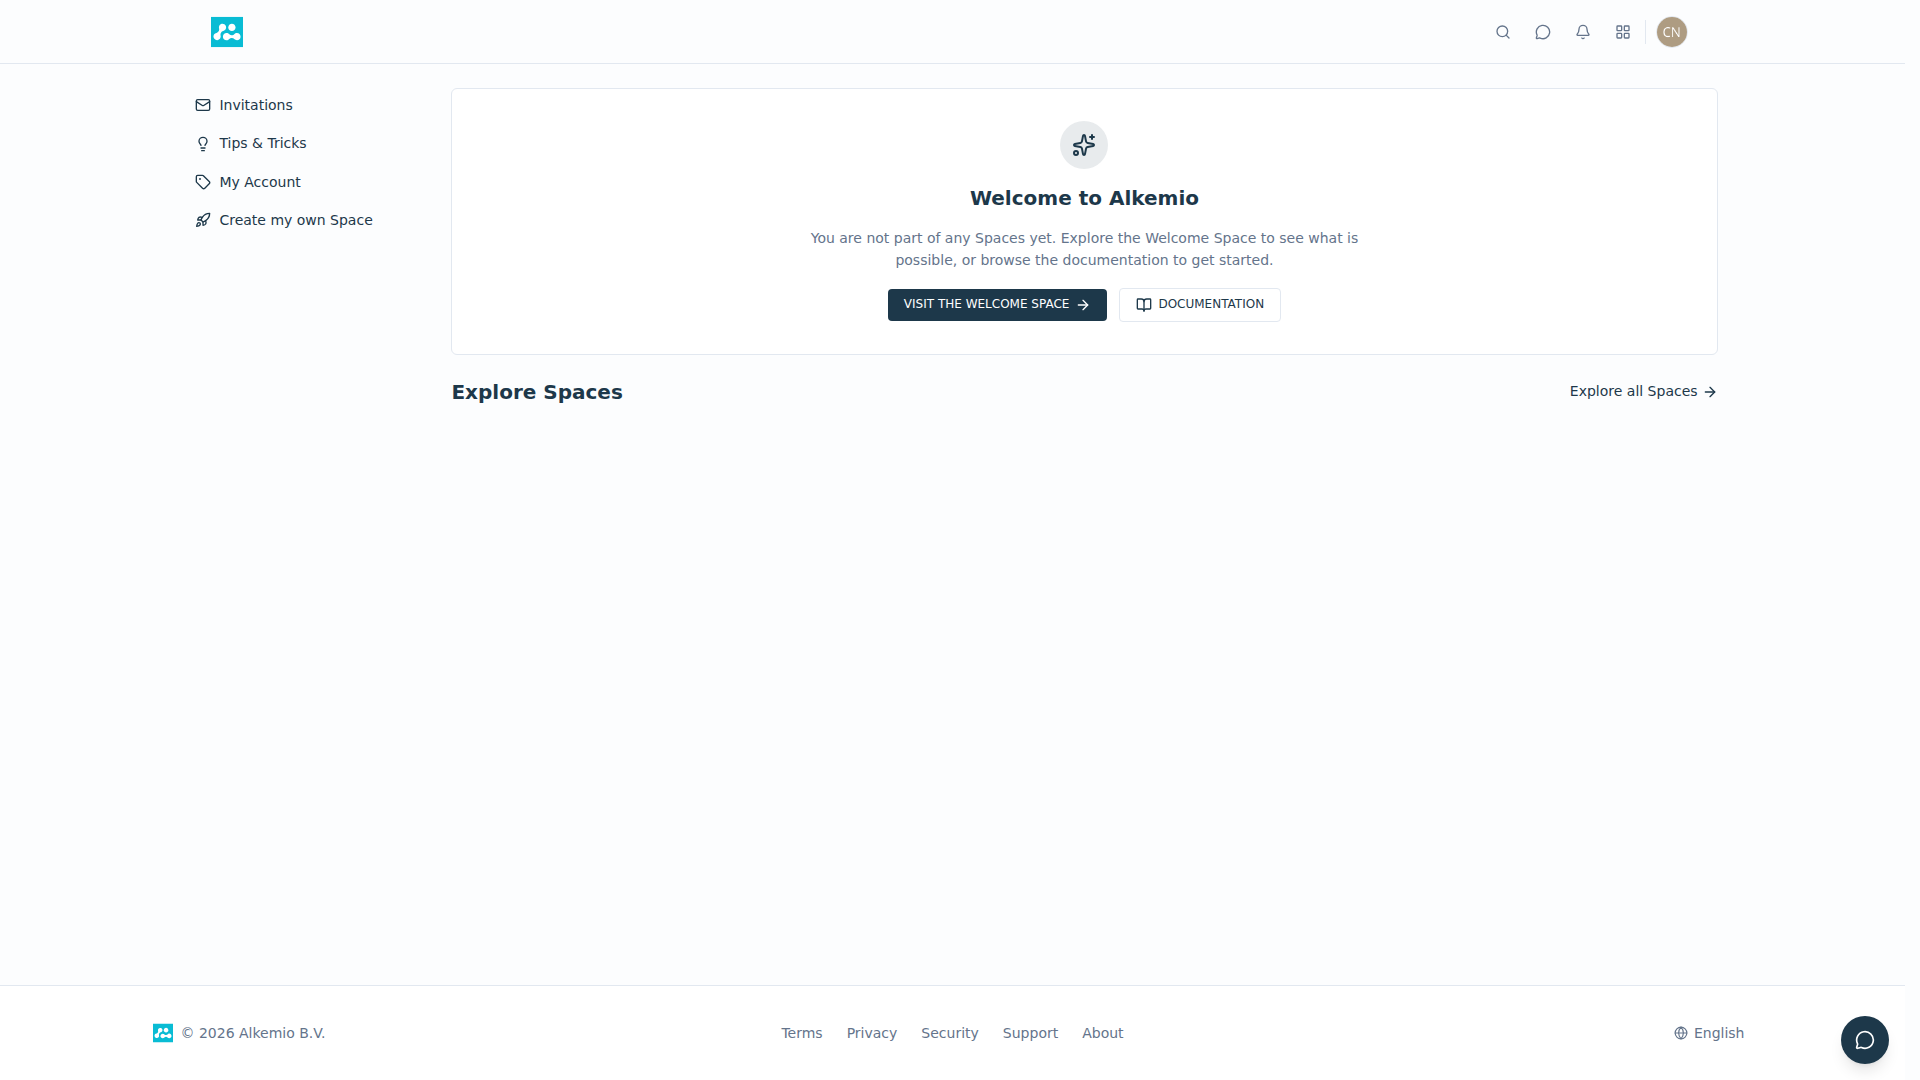 CN
Invitations
Tips & Tricks
My Account
Create my own Space
Welcome to Alkemio
You are not part of any Spaces yet. Explore the Welcome Space to see what is
possible, or browse the documentation to get started.
VISIT THE WELCOME SPACE
DOCUMENTATION
Explore Spaces
Explore all Spaces
© 2026 Alkemio B.V.
Terms
Privacy
Security
Support
About
English